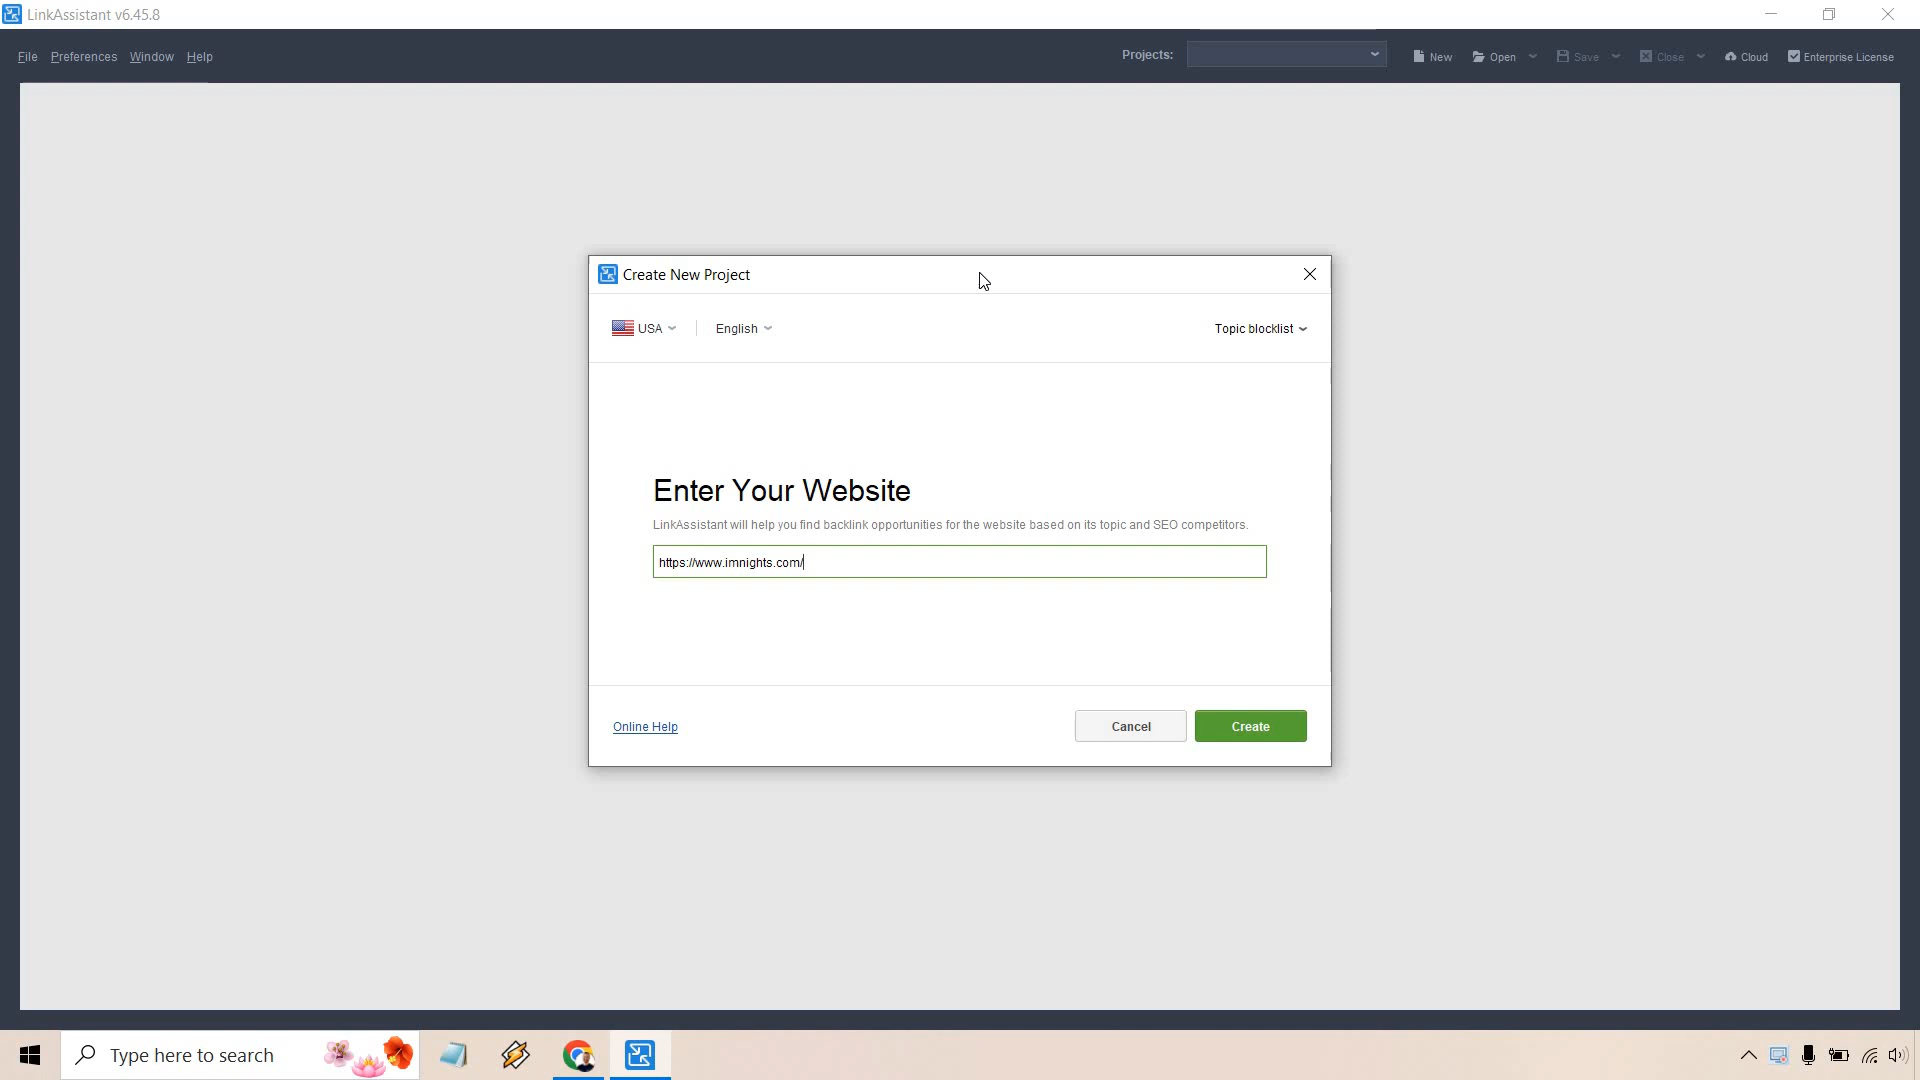 LinkAssistant v6.45.8
File Preferences Window Help
Projects:
New Open Save Close Cloud Enterprise License
Create New Project
USA English Topic blocklist
Enter Your Website
LinkAssistant will help you find backlink opportunities for the website based on its topic and SEO competitors.
https://www.imnights.com/
Online Help Cancel Create
Type here to search